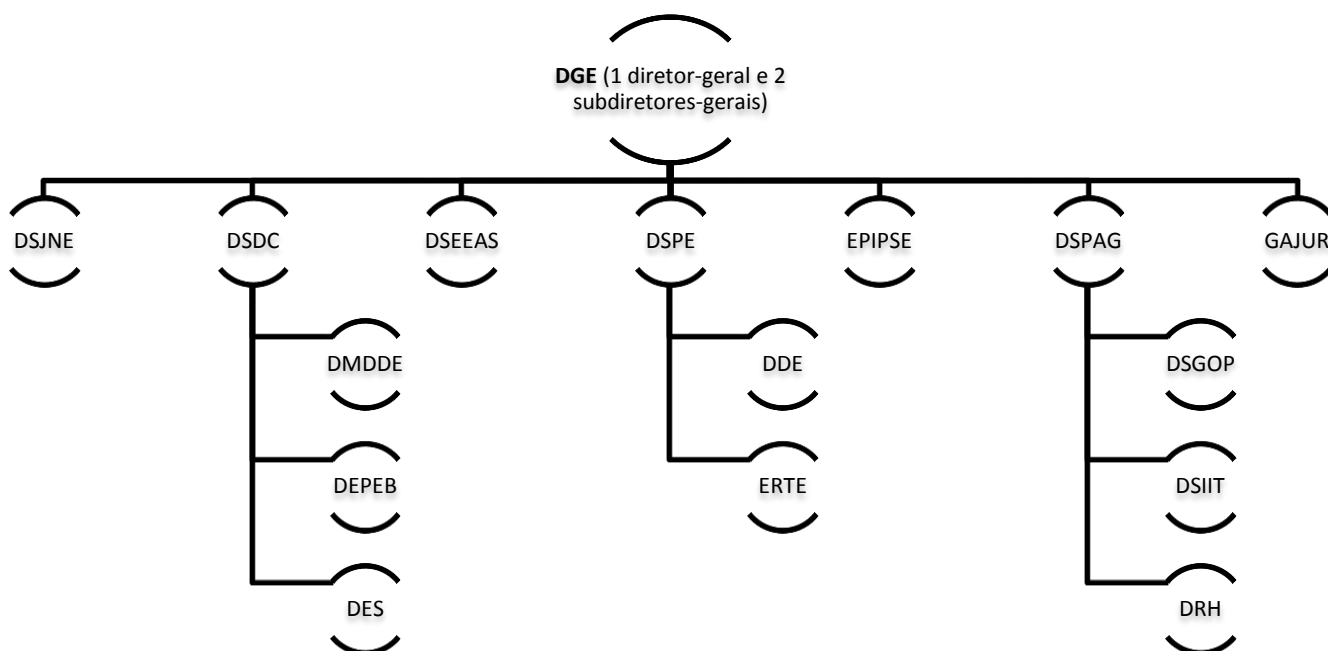 DGE (1 diretor-geral e 2
subdiretores-gerais)
DSJNE
DSDC
DSEEAS
DSPE
EPIPSE
DSPAG
GAJUR
DMDDE
DDE
DSGOP
DEPEB
ERTE
DSIIT
DES
DRH